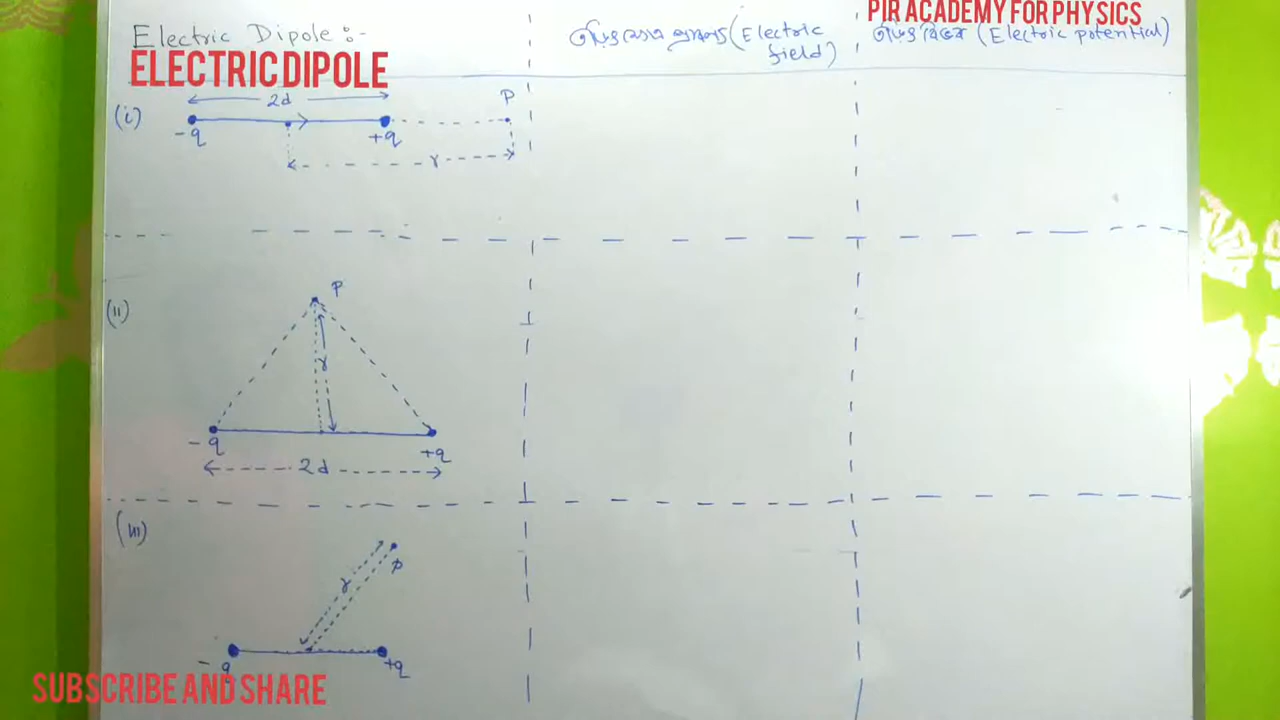 PIR ACADEMY FOR PHYSICS
Electric Dipole :-
(Electric
field)
(Electric potential)
ELECTRIC DIPOLE
(i)
2d
P
-q
+q
r
(ii)
P
r
-q
+q
2d
(iii)
P
r
-q
+q
SUBSCRIBE AND SHARE